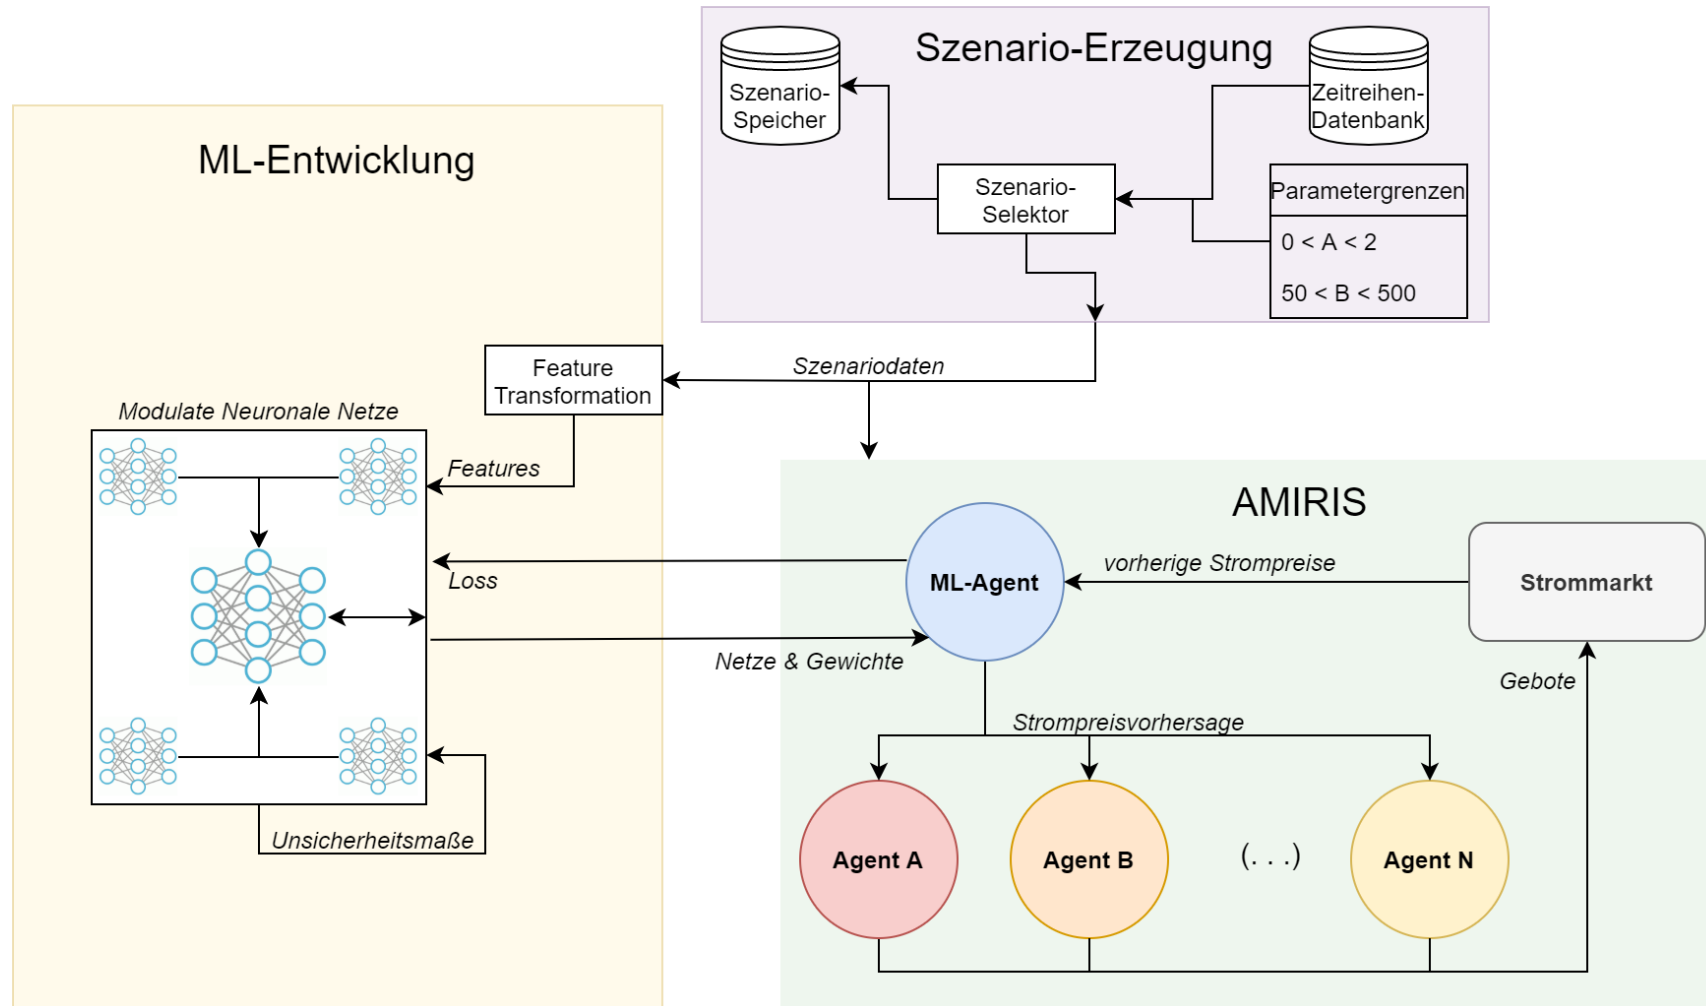 Szenario-Erzeugung
Szenario-
Speicher
Zeitreihen-
Datenbank
Szenario-
Selektor
Parametergrenzen
0 < A < 2
50 < B < 500
ML-Entwicklung
Feature
Transformation
Szenariodaten
Modulate Neuronale Netze
Features
Loss
Netze & Gewichte
Unsicherheitsmaße
AMIRIS
ML-Agent
vorherige Strompreise
Strommarkt
Gebote
Strompreisvorhersage
Agent A
Agent B
(. . .)
Agent N